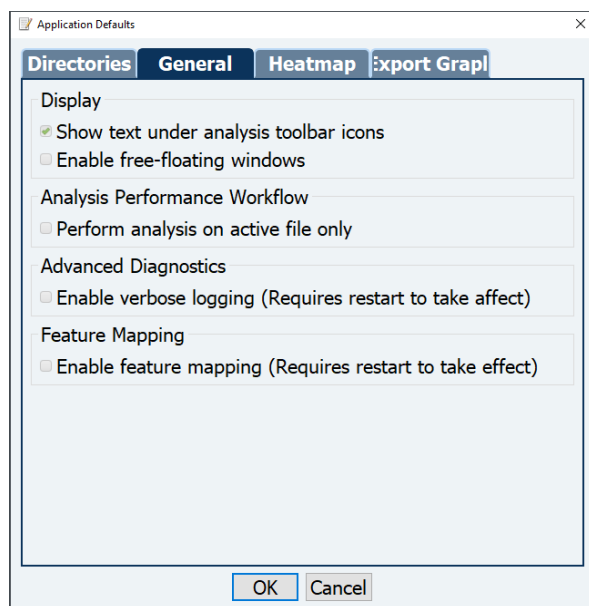 Application Defaults
Directories General Heatmap Export Graph
Display
Show text under analysis toolbar icons
Enable free-floating windows
Analysis Performance Workflow
Perform analysis on active file only
Advanced Diagnostics
Enable verbose logging (Requires restart to take affect)
Feature Mapping
Enable feature mapping (Requires restart to take effect)
OK Cancel